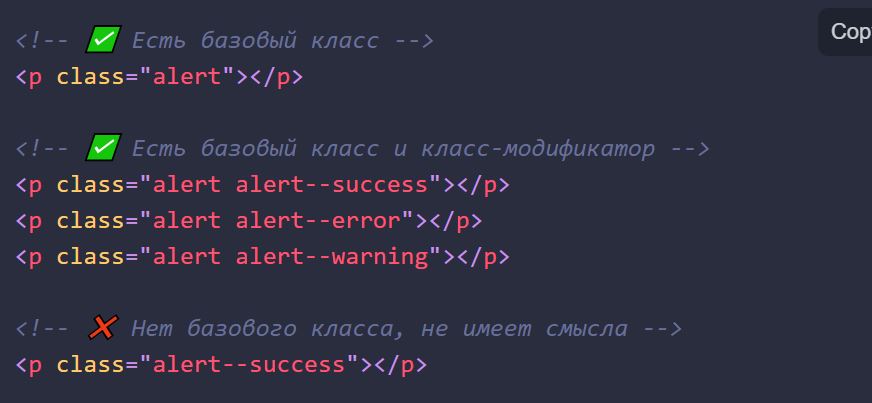 Cop
<!-- ✅ Есть базовый класс -->
<p class="alert"></p>
<!-- ✅ Есть базовый класс и класс-модификатор -->
<p class="alert alert--success"></p>
<p class="alert alert--error"></p>
<p class="alert alert--warning"></p>
<!-- ❌ Нет базового класса, не имеет смысла -->
<p class="alert--success"></p>